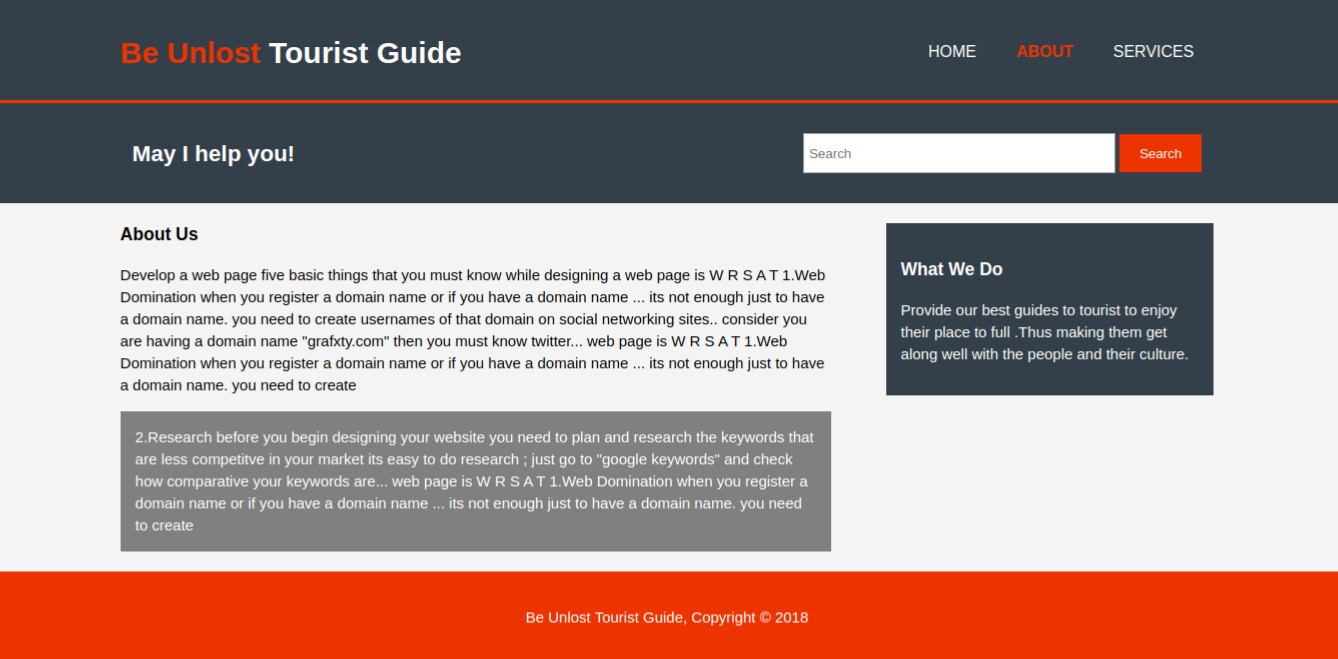 Be Unlost Tourist Guide
HOME ABOUT SERVICES
May I help you!
Search Search
About Us
Develop a web page five basic things that you must know while designing a web page is W R S A T 1.Web
Domination when you register a domain name or if you have a domain name ... its not enough just to have
a domain name. you need to create usernames of that domain on social networking sites.. consider you
are having a domain name "grafxty.com" then you must know twitter... web page is W R S A T 1.Web
Domination when you register a domain name or if you have a domain name ... its not enough just to have
a domain name. you need to create
2.Research before you begin designing your website you need to plan and research the keywords that
are less competitve in your market its easy to do research ; just go to "google keywords" and check
how comparative your keywords are... web page is W R S A T 1.Web Domination when you register a
domain name or if you have a domain name ... its not enough just to have a domain name. you need
to create
What We Do
Provide our best guides to tourist to enjoy
their place to full .Thus making them get
along well with the people and their culture.
Be Unlost Tourist Guide, Copyright © 2018